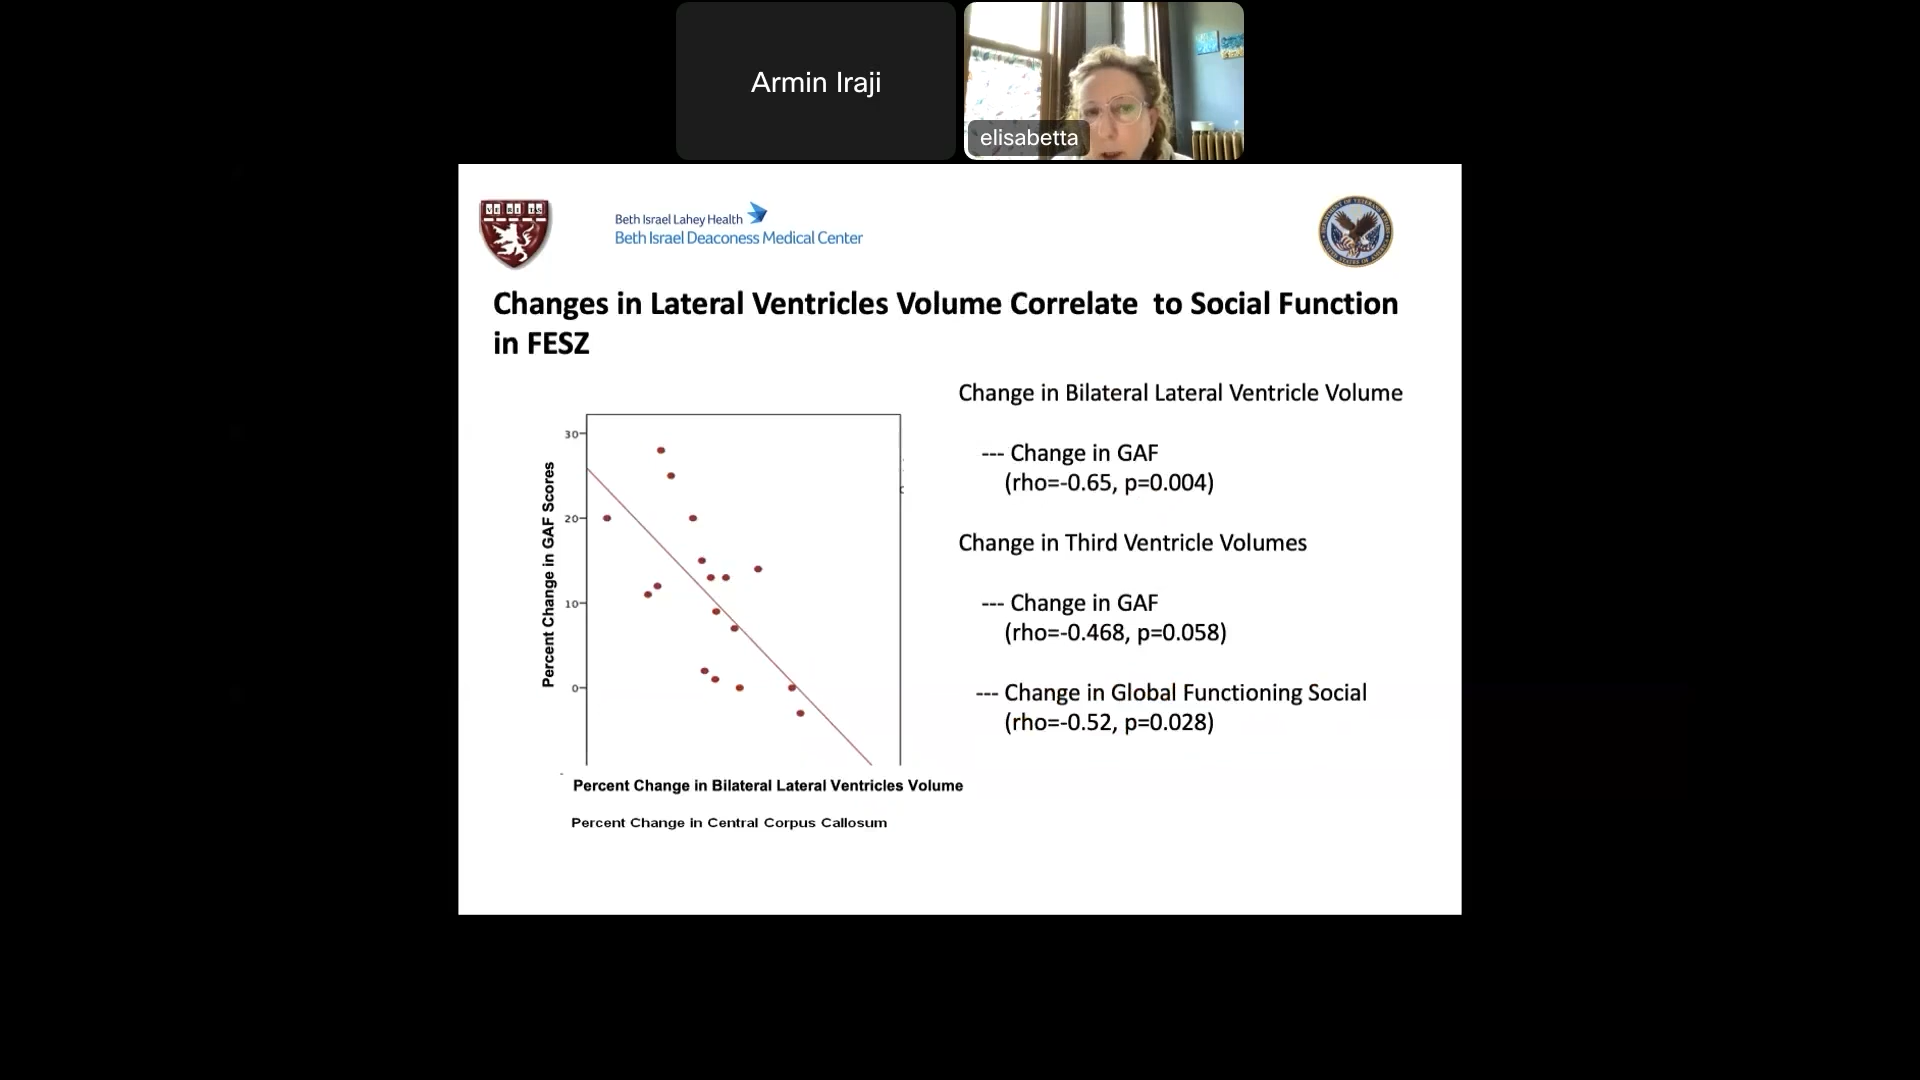 Armin Iraji
elisabetta
VE RI TAS
Beth Israel Lahey Health
Beth Israel Deaconess Medical Center
Changes in Lateral Ventricles Volume Correlate to Social Function
in FESZ
Percent Change in GAF Scores
30
20
10
0
Percent Change in Bilateral Lateral Ventricles Volume
Percent Change in Central Corpus Callosum
Change in Bilateral Lateral Ventricle Volume
--- Change in GAF
(rho=-0.65, p=0.004)
Change in Third Ventricle Volumes
--- Change in GAF
(rho=-0.468, p=0.058)
--- Change in Global Functioning Social
(rho=-0.52, p=0.028)